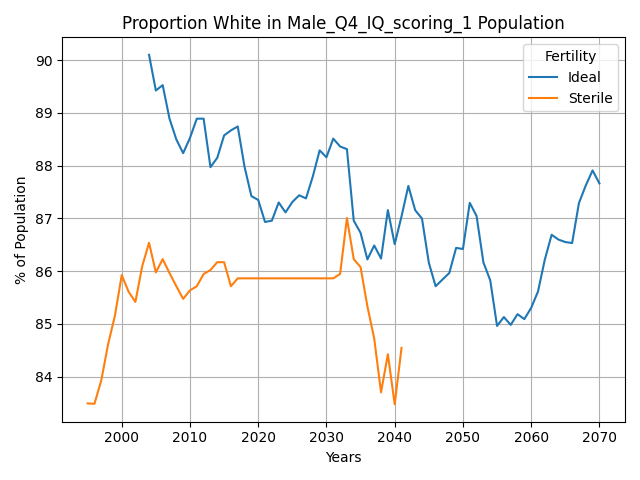 Proportion White in Male_Q4_IQ_scoring_1 Population
Fertility
Ideal
Sterile
% of Population
90
89
88
87
86
85
84
2000 2010 2020 2030 2040 2050 2060 2070
Years